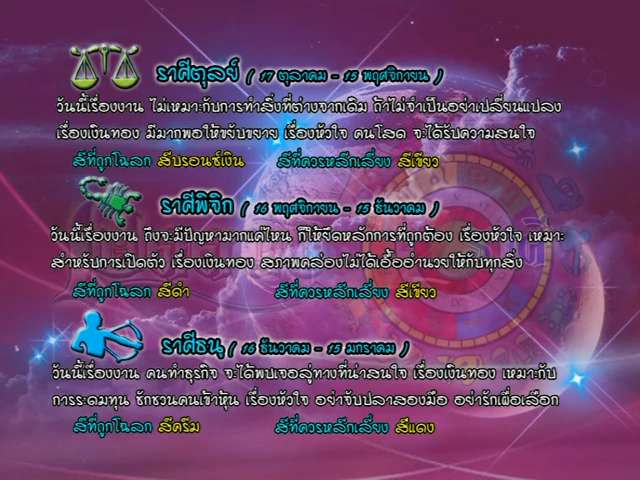 ราศีตุลย์ ( 17 ตุลาคม - 15 พฤศจิกายน )
วันนี้เรื่องงาน ไม่เหมาะกับการทำสิ่งที่ต่างจากเดิม ถ้าไม่จำเป็นอย่าเปลี่ยนแปลง
เรื่องเงินทอง มีมากพอให้ขยับขยาย เรื่องหัวใจ คนโสด จะได้รับความสนใจ
สีที่ถูกโฉลก สีบรอนซ์เงิน สีที่ควรหลีกเลี่ยง สีเขียว
ราศีพิจิก ( 16 พฤศจิกายน - 15 ธันวาคม )
วันนี้เรื่องงาน ถึงจะมีปัญหามากแค่ไหน ก็ให้ยึดหลักการที่ถูกต้อง เรื่องหัวใจ เหมาะ
สำหรับการเปิดตัว เรื่องเงินทอง สภาพคล่องไม่ได้เอื้ออำนวยให้กับทุกสิ่ง
สีที่ถูกโฉลก สีดำ สีที่ควรหลีกเลี่ยง สีเขียว
ราศีธนู ( 16 ธันวาคม - 15 มกราคม )
วันนี้เรื่องงาน คนทำธุรกิจ จะได้พบเจอลู่ทางที่น่าสนใจ เรื่องเงินทอง เหมาะกับ
การระดมทุน ชักชวนคนเข้าหุ้น เรื่องหัวใจ อย่าจับปลาสองมือ อย่ารักเผื่อเลือก
สีที่ถูกโฉลก สีครีม สีที่ควรหลีกเลี่ยง สีแดง